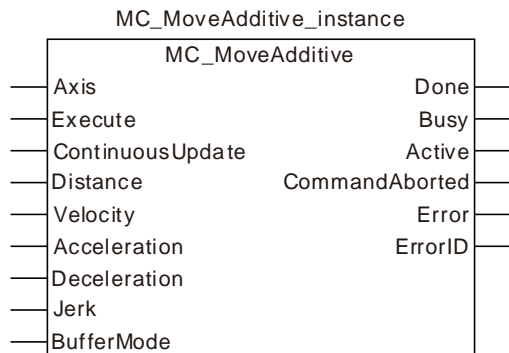 MC_MoveAdditive_instance
MC_MoveAdditive
Axis Done
Execute Busy
ContinuousUpdate Active
Distance CommandAborted
Velocity Error
Acceleration ErrorID
Deceleration
Jerk
BufferMode